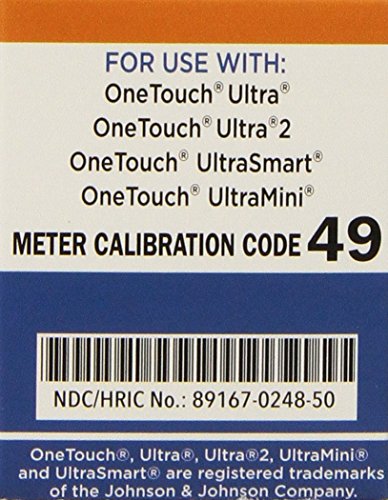 FOR USE WITH:
OneTouch® Ultra®
OneTouch® Ultra®2
OneTouch® UltraSmart®
OneTouch® UltraMini®
METER CALIBRATION CODE 49
NDC/HRIC No.: 89167-0248-50
OneTouch®, Ultra®, Ultra®2, UltraMini®
and UltraSmart® are registered trademarks
of the Johnson & Johnson Company.